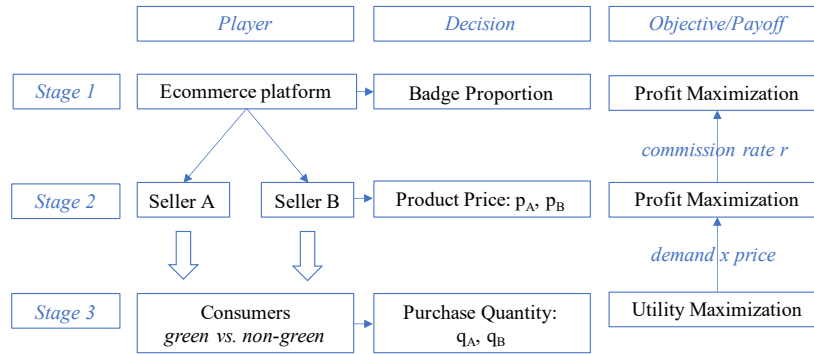 Player
Decision
Objective/Payoff
Stage 1
Ecommerce platform
Badge Proportion
Profit Maximization
commission rate r
Stage 2
Seller A
Seller B
Product Price: pA, pB
Profit Maximization
demand x price
Stage 3
Consumers
green vs. non-green
Purchase Quantity:
qA, qB
Utility Maximization